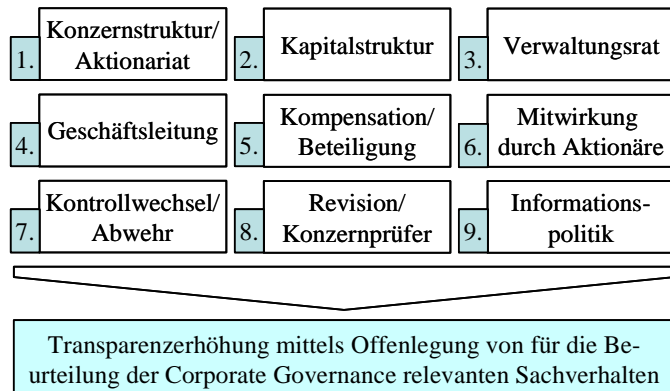 Konzernstruktur/
Aktionariat
1.
Kapitalstruktur
2.
Verwaltungsrat
3.
Geschäftsleitung
4.
Kompensation/
Beteiligung
5.
Mitwirkung
durch Aktionäre
6.
Kontrollwechsel/
Abwehr
7.
Revision/
Konzernprüfer
8.
Informations-
politik
9.
Transparenzerhöhung mittels Offenlegung von für die Be-
urteilung der Corporate Governance relevanten Sachverhalten